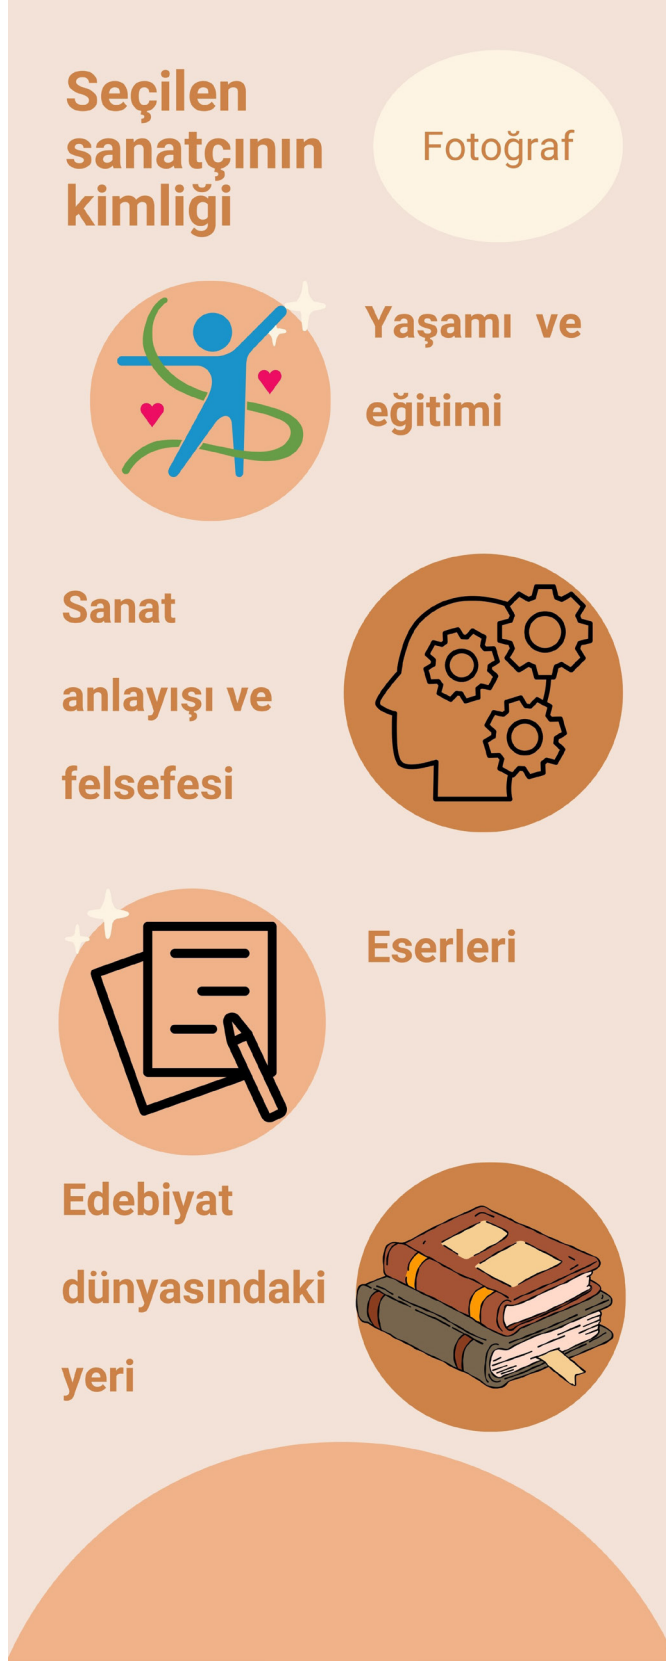 Seçilen
sanatçının
kimliği
Fotoğraf
Yaşamı ve
eğitimi
Sanat
anlayışı ve
felsefesi
Eserleri
Edebiyat
dünyasındaki
yeri